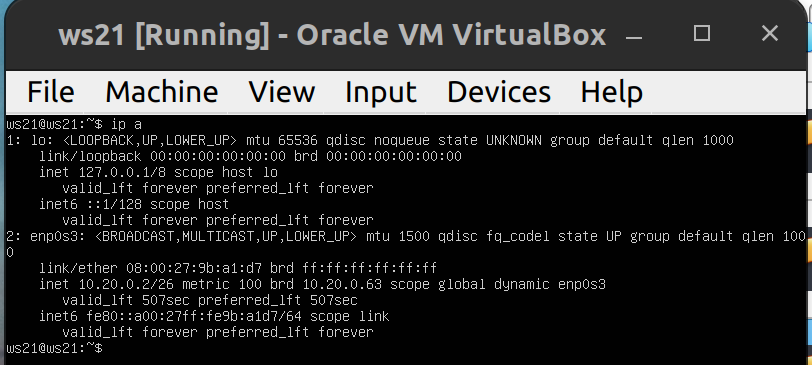 ws21 [Running] - Oracle VM VirtualBox
File Machine View Input Devices Help
ws21@ws21:~$ ip a
1: lo: <LOOPBACK,UP,LOWER_UP> mtu 65536 qdisc noqueue state UNKNOWN group default qlen 1000
    link/loopback 00:00:00:00:00:00 brd 00:00:00:00:00:00
    inet 127.0.0.1/8 scope host lo
       valid_lft forever preferred_lft forever
    inet6 ::1/128 scope host
       valid_lft forever preferred_lft forever
2: enp0s3: <BROADCAST,MULTICAST,UP,LOWER_UP> mtu 1500 qdisc fq_codel state UP group default qlen 100
0
    link/ether 08:00:27:9b:a1:d7 brd ff:ff:ff:ff:ff:ff
    inet 10.20.0.2/26 metric 100 brd 10.20.0.63 scope global dynamic enp0s3
       valid_lft 507sec preferred_lft 507sec
    inet6 fe80::a00:27ff:fe9b:a1d7/64 scope link
       valid_lft forever preferred_lft forever
ws21@ws21:~$